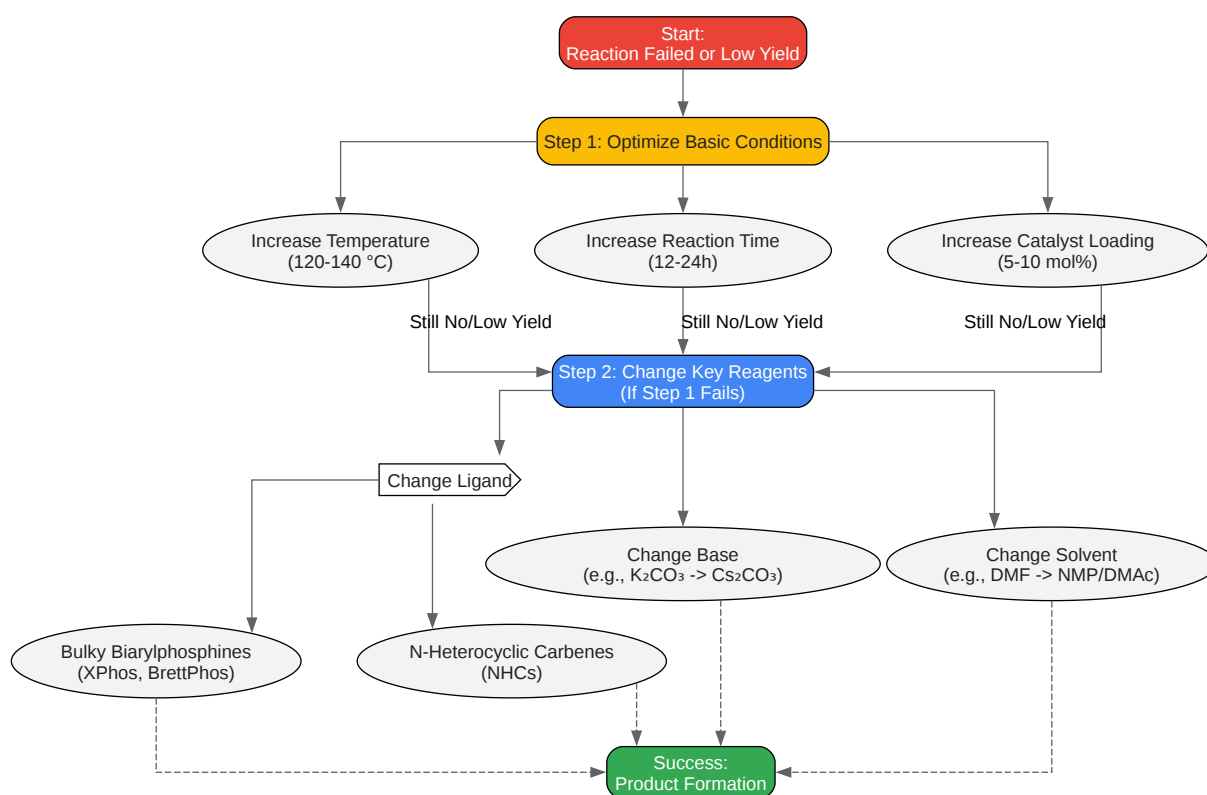 Start:
Reaction Failed or Low Yield
Step 1: Optimize Basic Conditions
Increase Temperature
(120-140 °C)
Increase Reaction Time
(12-24h)
Increase Catalyst Loading
(5-10 mol%)
Still No/Low Yield
Still No/Low Yield
Still No/Low Yield
Step 2: Change Key Reagents
(If Step 1 Fails)
Change Ligand
Change Base
(e.g., K₂CO₃ -> Cs₂CO₃)
Change Solvent
(e.g., DMF -> NMP/DMAc)
Bulky Biarylphosphines
(XPhos, BrettPhos)
N-Heterocyclic Carbenes
(NHCs)
Success:
Product Formation